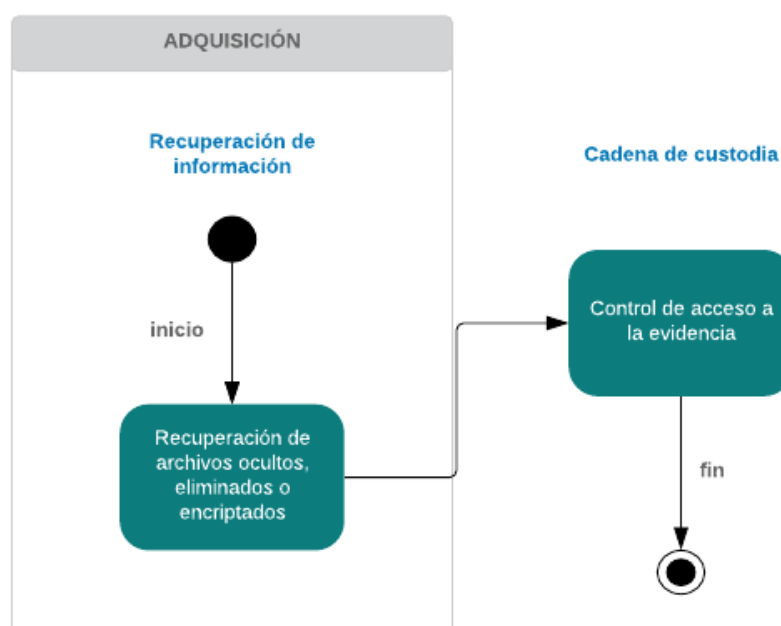 ADQUISICIÓN
Recuperación de
información
Cadena de custodia
inicio
Control de acceso a
la evidencia
Recuperación de
archivos ocultos,
eliminados o
encriptados
fin